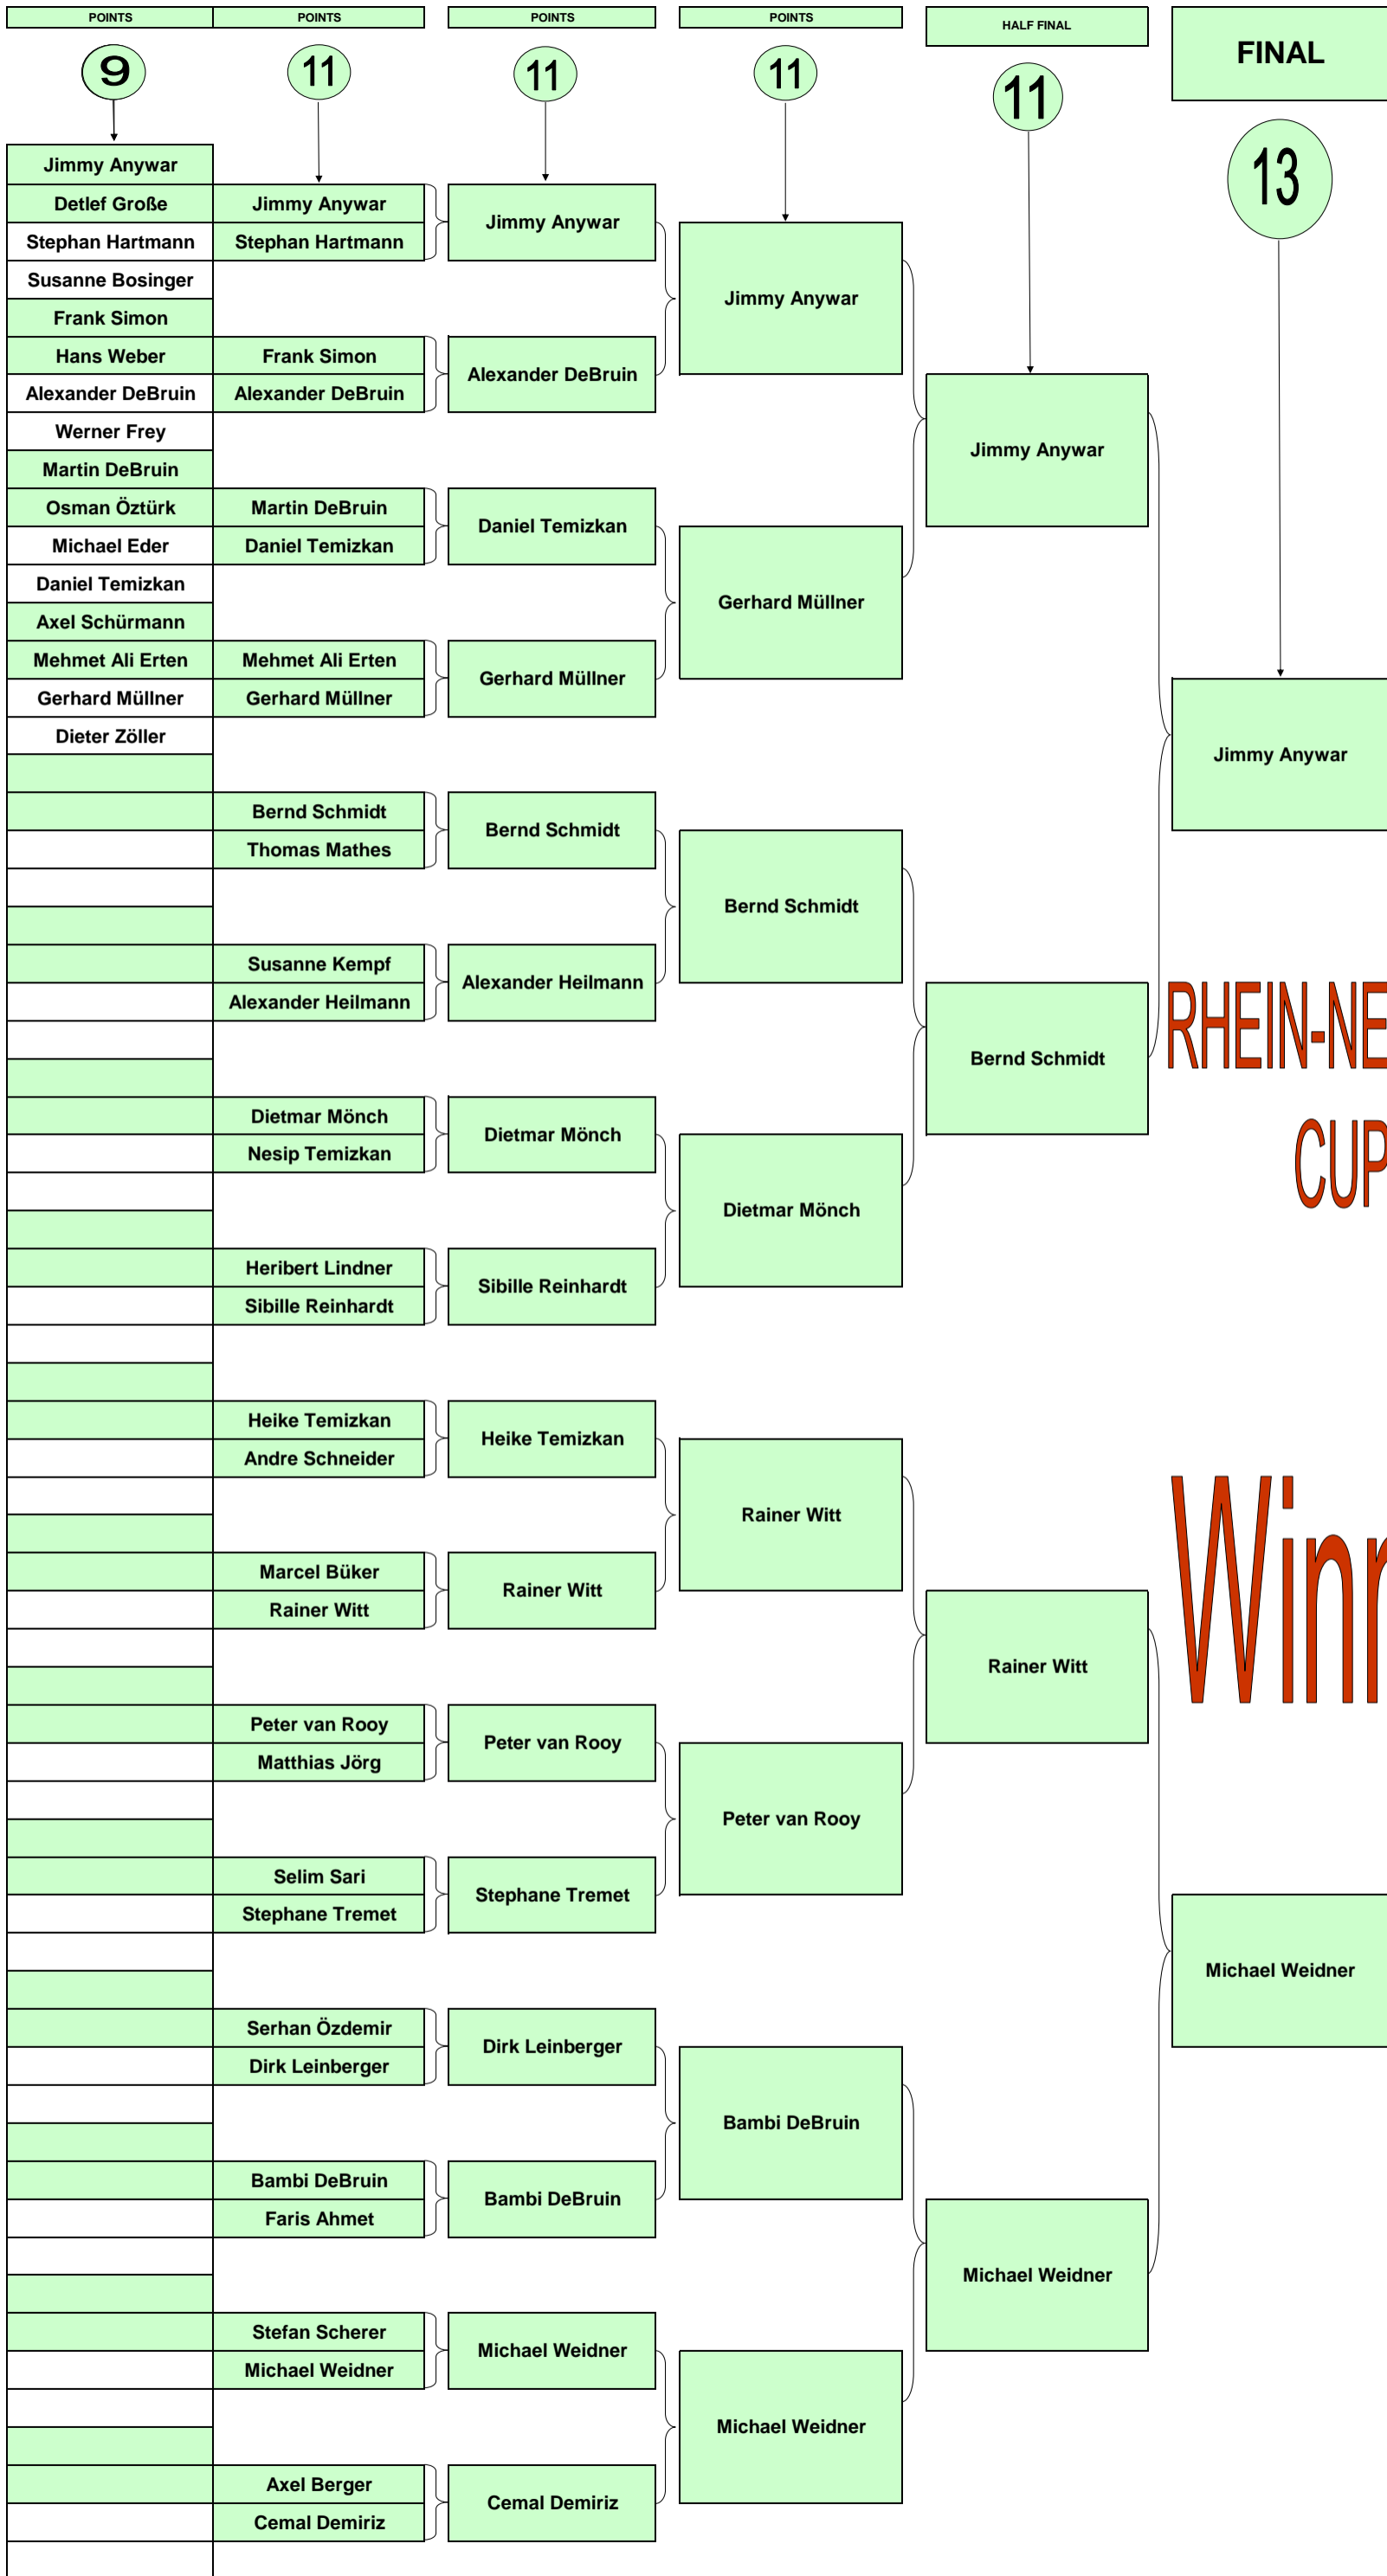 POINTS
POINTS
POINTS
POINTS
HALF FINAL
FINAL
9
11
11
11
11
13
Jimmy Anywar
Detlef Große
Stephan Hartmann
Susanne Bosinger
Frank Simon
Hans Weber
Alexander DeBruin
Werner Frey
Martin DeBruin
Osman Öztürk
Michael Eder
Daniel Temizkan
Axel Schürmann
Mehmet Ali Erten
Gerhard Müllner
Dieter Zöller
Jimmy Anywar
Stephan Hartmann
Frank Simon
Alexander DeBruin
Martin DeBruin
Daniel Temizkan
Mehmet Ali Erten
Gerhard Müllner
Bernd Schmidt
Thomas Mathes
Susanne Kempf
Alexander Heilmann
Dietmar Mönch
Nesip Temizkan
Heribert Lindner
Sibille Reinhardt
Heike Temizkan
Andre Schneider
Marcel Büker
Rainer Witt
Peter van Rooy
Matthias Jörg
Selim Sari
Stephane Tremet
Serhan Özdemir
Dirk Leinberger
Bambi DeBruin
Faris Ahmet
Stefan Scherer
Michael Weidner
Axel Berger
Cemal Demiriz
Jimmy Anywar
Alexander DeBruin
Daniel Temizkan
Gerhard Müllner
Bernd Schmidt
Alexander Heilmann
Dietmar Mönch
Sibille Reinhardt
Heike Temizkan
Rainer Witt
Peter van Rooy
Stephane Tremet
Dirk Leinberger
Bambi DeBruin
Michael Weidner
Cemal Demiriz
Jimmy Anywar
Gerhard Müllner
Bernd Schmidt
Dietmar Mönch
Rainer Witt
Peter van Rooy
Bambi DeBruin
Michael Weidner
Jimmy Anywar
Bernd Schmidt
Rainer Witt
Michael Weidner
Jimmy Anywar
RHEIN-NE
CUP
Winn
Michael Weidner